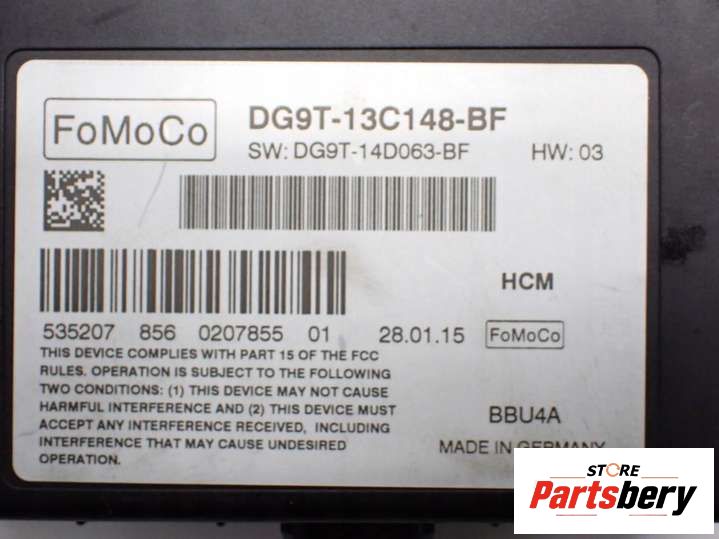 FoMoCo
DG9T-13C148-BF
SW: DG9T-14D063-BF HW: 03
HCM
535207 856 0207855 01 28.01.15 FoMoCo
THIS DEVICE COMPLIES WITH PART 15 OF THE FCC
RULES. OPERATION IS SUBJECT TO THE FOLLOWING
TWO CONDITIONS: (1) THIS DEVICE MAY NOT CAUSE
HARMFUL INTERFERENCE AND (2) THIS DEVICE MUST
ACCEPT ANY INTERFERENCE RECEIVED, INCLUDING
INTERFERENCE THAT MAY CAUSE UNDESIRED
OPERATION.
BBU4A
MADE IN GERMANY
STORE
Partsbery